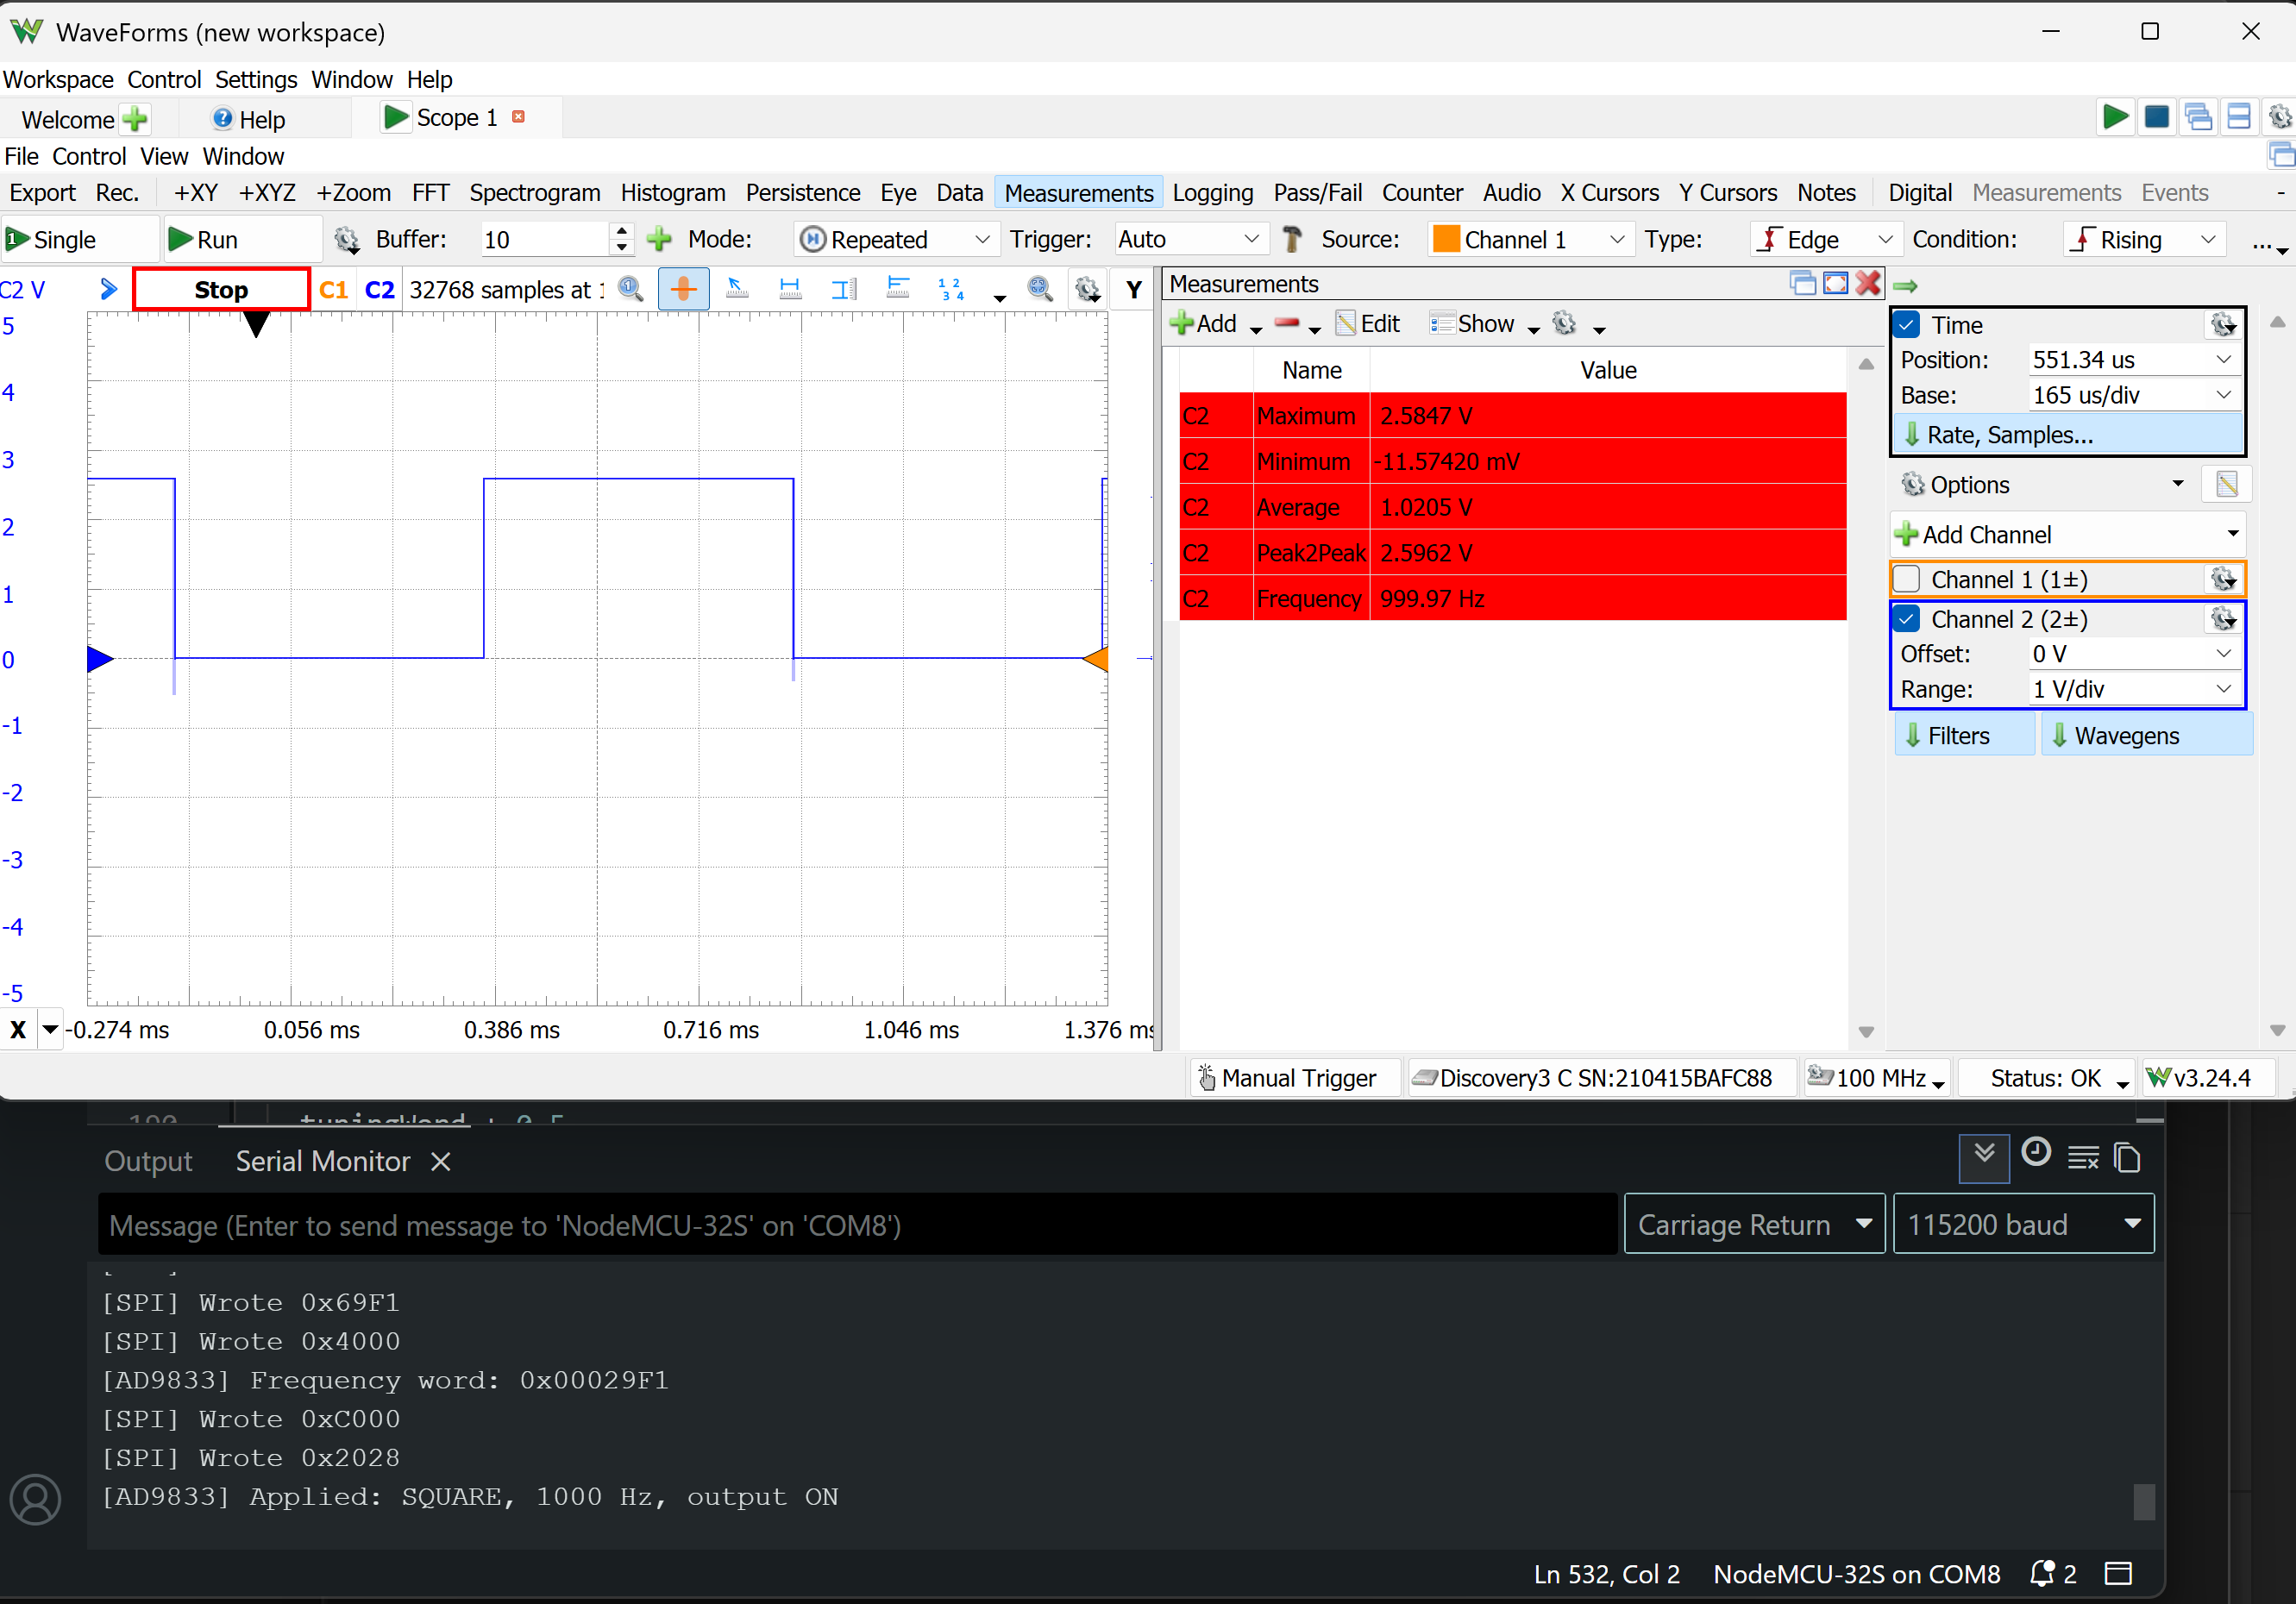 WaveForms (new workspace)
Workspace Control Settings Window Help
Welcome Help Scope 1
File Control View Window
Export Rec. +XY +XYZ +Zoom FFT Spectrogram Histogram Persistence Eye Data Measurements Logging Pass/Fail Counter Audio X Cursors Y Cursors Notes Digital Measurements Events -
Single Run Buffer: 10 Mode: Repeated Trigger: Auto Source: Channel 1 Type: Edge Condition: Rising ...
C2 V Stop C1 C2 32768 samples at 1 Y
5
4
3
2
1
0
-1
-2
-3
-4
-5
X -0.274 ms 0.056 ms 0.386 ms 0.716 ms 1.046 ms 1.376 ms
Measurements
Add Edit Show
Name Value
C2 Maximum 2.5847 V
C2 Minimum -11.57420 mV
C2 Average 1.0205 V
C2 Peak2Peak 2.5962 V
C2 Frequency 999.97 Hz
Time
Position: 551.34 us
Base: 165 us/div
Rate, Samples...
Options
Add Channel
Channel 1 (1±)
Channel 2 (2±)
Offset: 0 V
Range: 1 V/div
Filters Wavegens
Manual Trigger Discovery3 C SN:210415BAFC88 100 MHz Status: OK v3.24.4
Output Serial Monitor
Message (Enter to send message to 'NodeMCU-32S' on 'COM8') Carriage Return 115200 baud
[SPI] Wrote 0x69F1
[SPI] Wrote 0x4000
[AD9833] Frequency word: 0x00029F1
[SPI] Wrote 0xC000
[SPI] Wrote 0x2028
[AD9833] Applied: SQUARE, 1000 Hz, output ON
Ln 532, Col 2 NodeMCU-32S on COM8 2